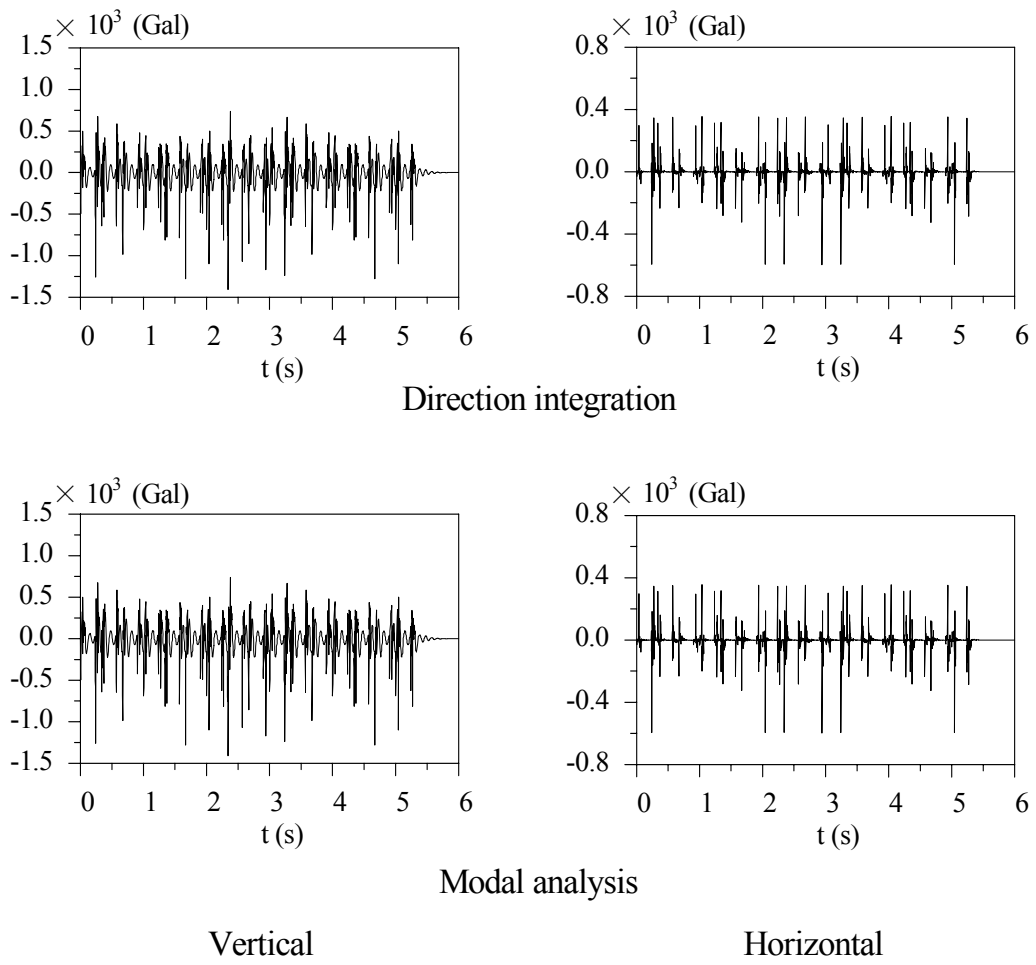 × 10³ (Gal)
1.5
1.0
0.5
0.0
-0.5
-1.0
-1.5
0 1 2 3 4 5 6
t (s)
× 10³ (Gal)
0.8
0.4
0.0
-0.4
-0.8
0 1 2 3 4 5 6
t (s)
Direction integration
× 10³ (Gal)
1.5
1.0
0.5
0.0
-0.5
-1.0
-1.5
0 1 2 3 4 5 6
t (s)
× 10³ (Gal)
0.8
0.4
0.0
-0.4
-0.8
0 1 2 3 4 5 6
t (s)
Modal analysis
Vertical Horizontal